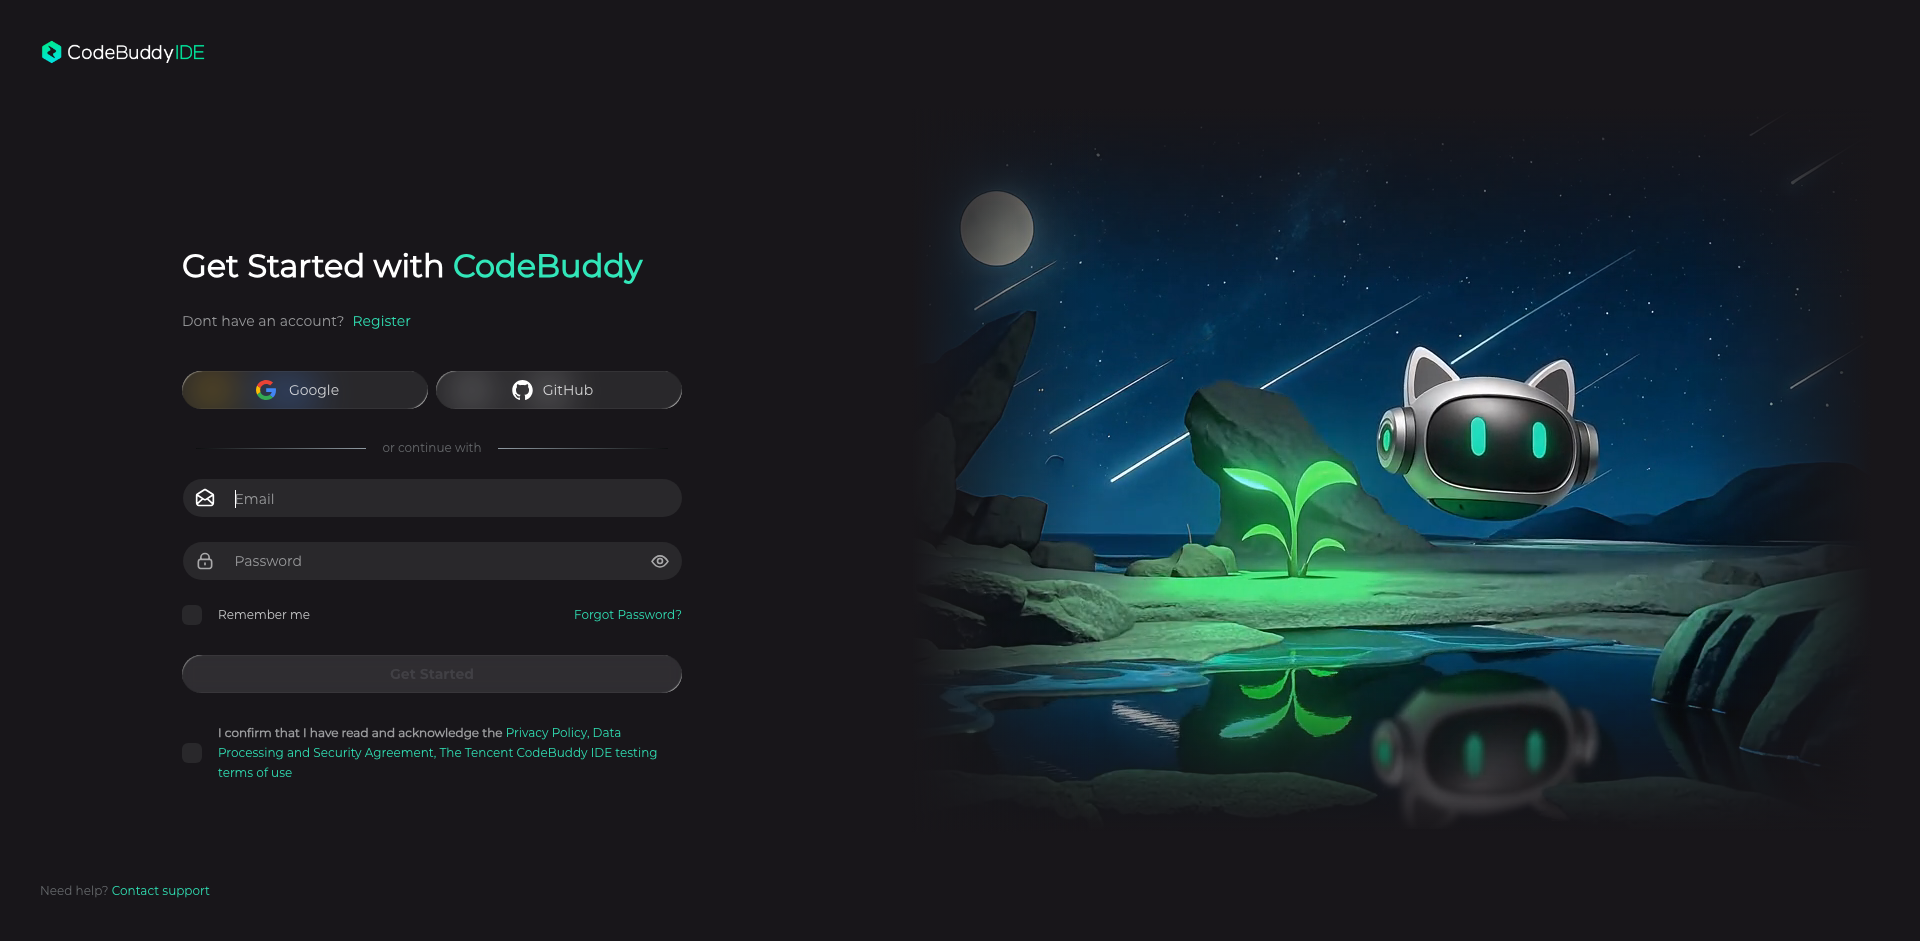 CodeBuddyIDE
Get Started with CodeBuddy
Dont have an account? Register
Google
GitHub
or continue with
Email
Password
Remember me
Forgot Password?
Get Started
I confirm that I have read and acknowledge the Privacy Policy, Data
Processing and Security Agreement, The Tencent CodeBuddy IDE testing
terms of use
Need help? Contact support